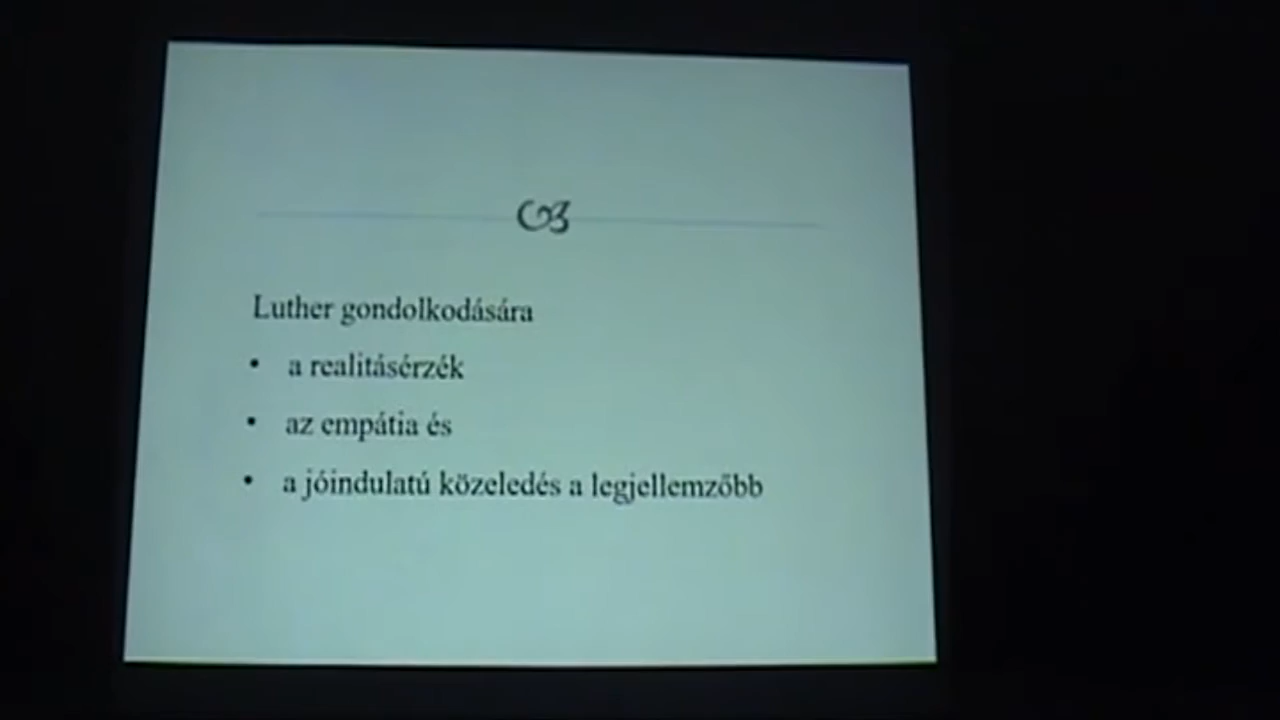 Luther gondolkodására
• a realitásérzék
• az empátia és
• a jóindulatú közeledés a legjellemzőbb